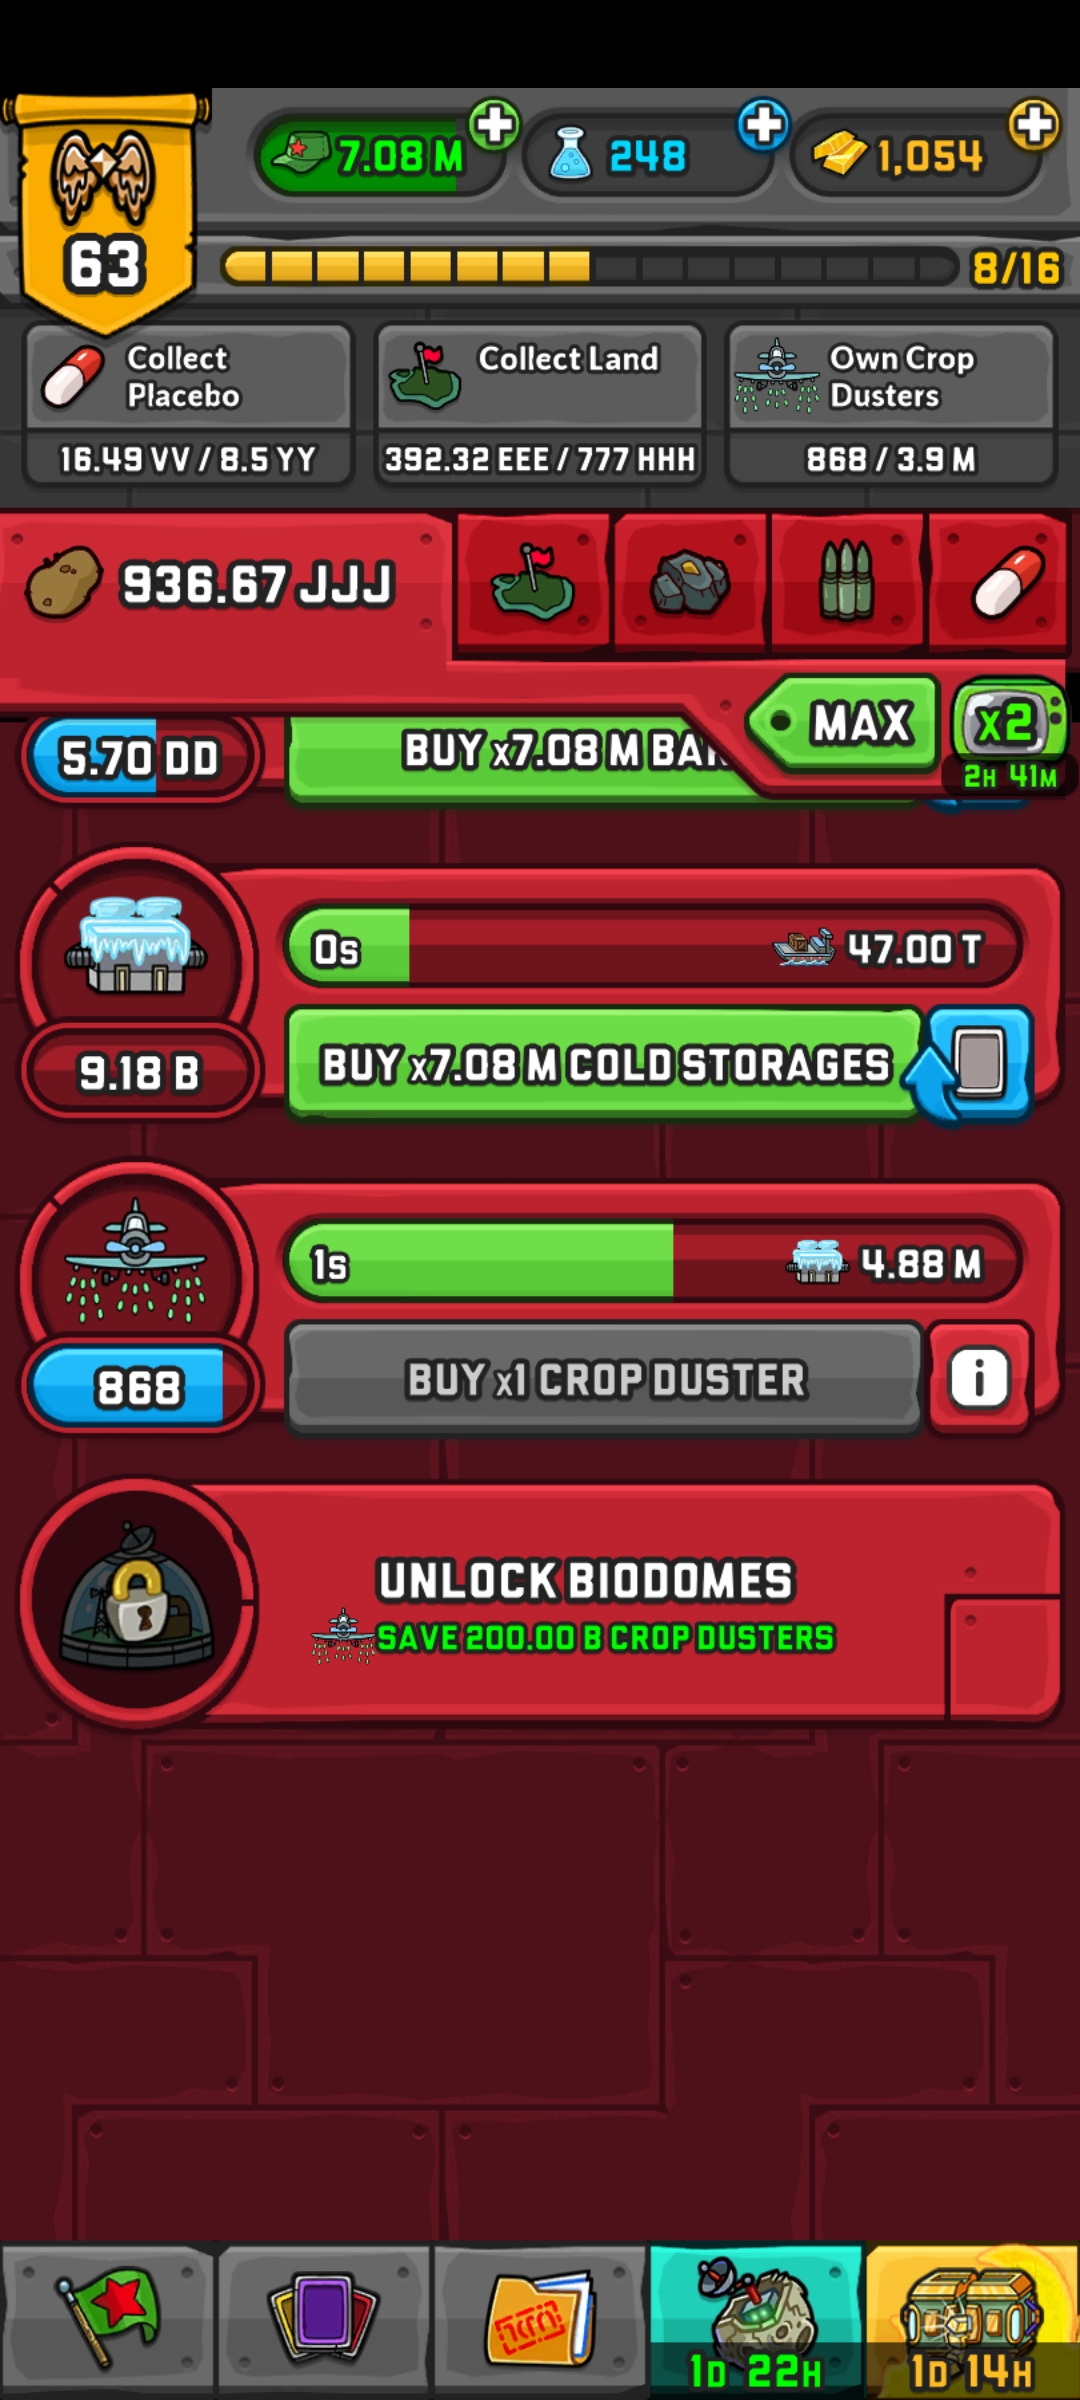 7.08 M
248
1,054
63
8/16
Collect
Placebo
Collect Land
Own Crop
Dusters
16.49 VV / 8.5 YY
392.32 EEE / 777 HHH
868 / 3.9 M
936.67 JJJ
MAX
X2
2H 41M
5.70 DD
BUY x7.08 M
0s
47.00 T
9.18 B
BUY x7.08 M COLD STORAGES
1s
4.88 M
868
BUY x1 CROP DUSTER
i
UNLOCK BIODOMES
SAVE 200.00 B CROP DUSTERS
1D 22H
1D 14H